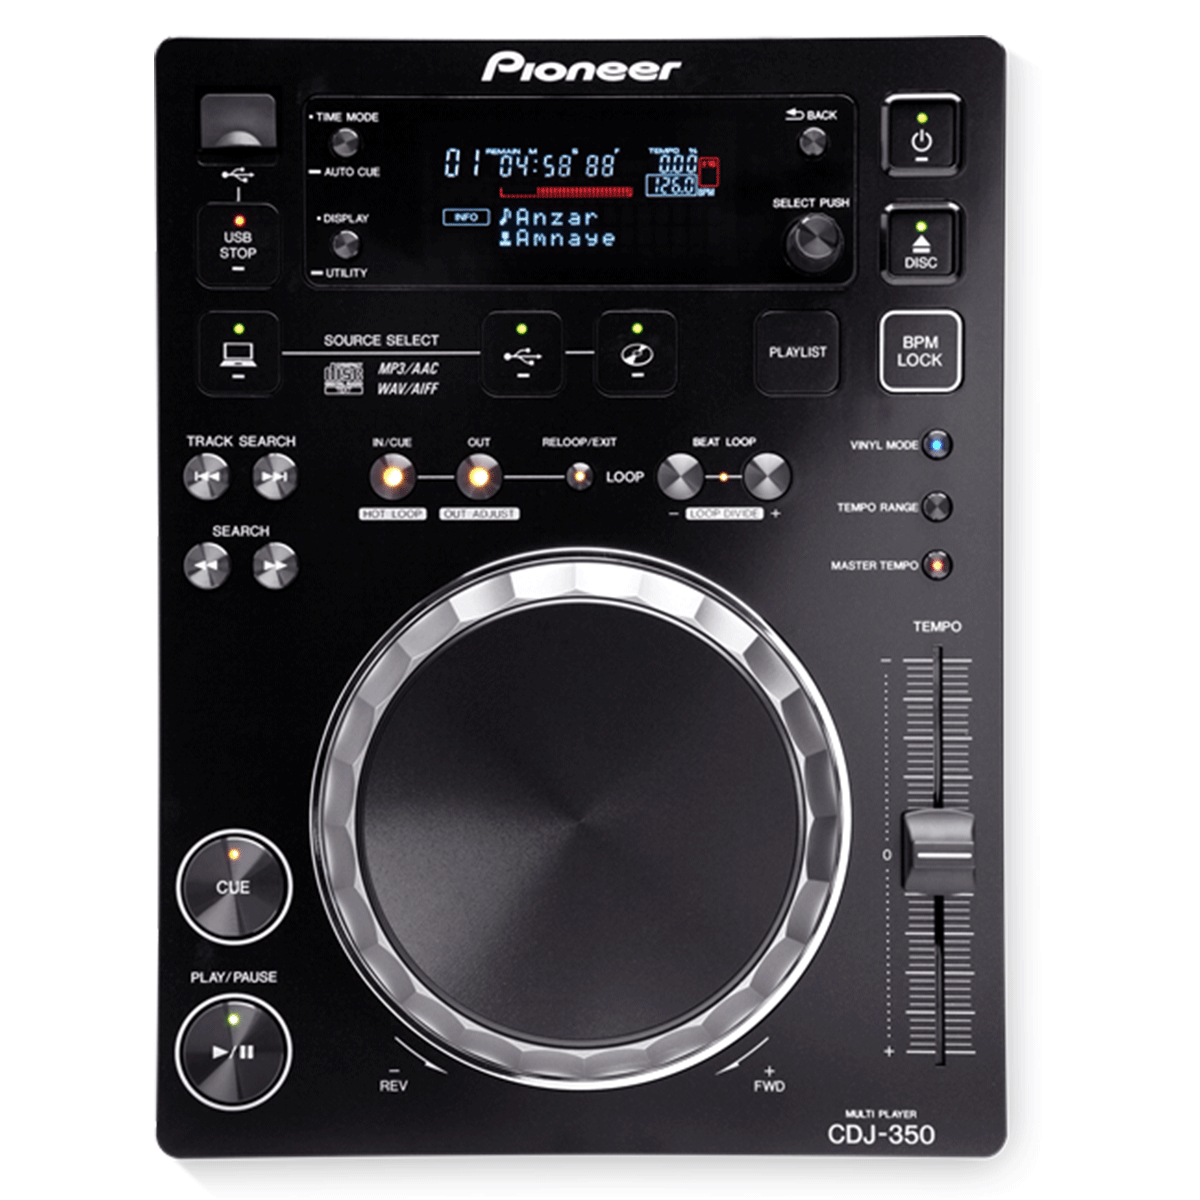 Pioneer
TIME MODE
AUTO CUE
DISPLAY
UTILITY
01 REMAIN 04:58 88 M S F
TEMPO %
0.00
126.0
BPM
INFO Anzar
Amnaye
BACK
SELECT PUSH
USB
STOP
DISC
SOURCE SELECT
MP3/AAC
WAV/AIFF
PLAYLIST
BPM
LOCK
TRACK SEARCH
SEARCH
IN/CUE
OUT
RELOOP/EXIT
LOOP
HOT LOOP
OUT ADJUST
BEAT LOOP
− LOOP DIVIDE +
VINYL MODE
TEMPO RANGE
MASTER TEMPO
TEMPO
−
0
+
CUE
PLAY/PAUSE
−
REV
+
FWD
MULTI PLAYER
CDJ-350